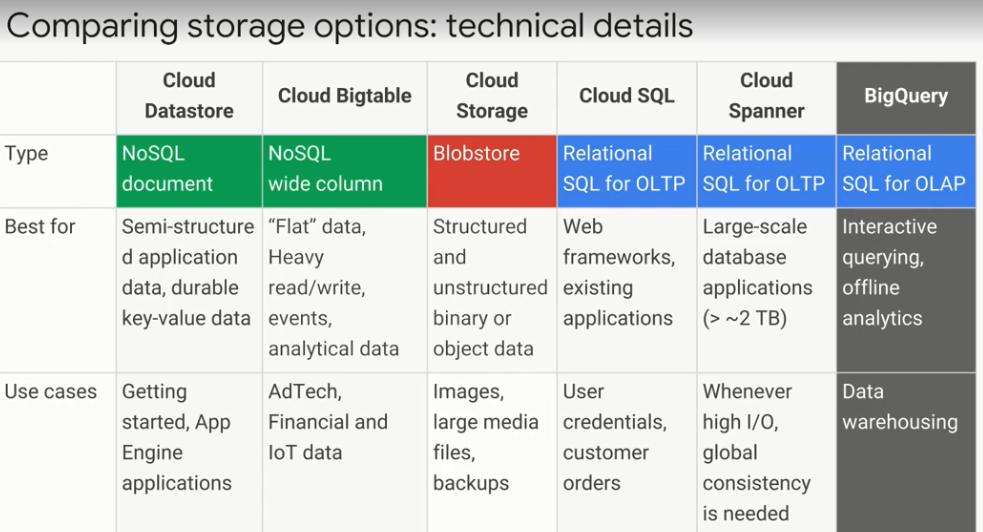 Comparing storage options: technical details
Cloud
Datastore
Cloud Bigtable
Cloud
Storage
Cloud SQL
Cloud
Spanner
BigQuery
Type
NoSQL
document
NoSQL
wide column
Blobstore
Relational
SQL for OLTP
Relational
SQL for OLTP
Relational
SQL for OLAP
Best for
Semi-structure
d application
data, durable
key-value data
“Flat” data,
Heavy
read/write,
events,
analytical data
Structured
and
unstructured
binary or
object data
Web
frameworks,
existing
applications
Large-scale
database
applications
(> ~2 TB)
Interactive
querying,
offline
analytics
Use cases
Getting
started, App
Engine
applications
AdTech,
Financial and
IoT data
Images,
large media
files,
backups
User
credentials,
customer
orders
Whenever
high I/O,
global
consistency
is needed
Data
warehousing